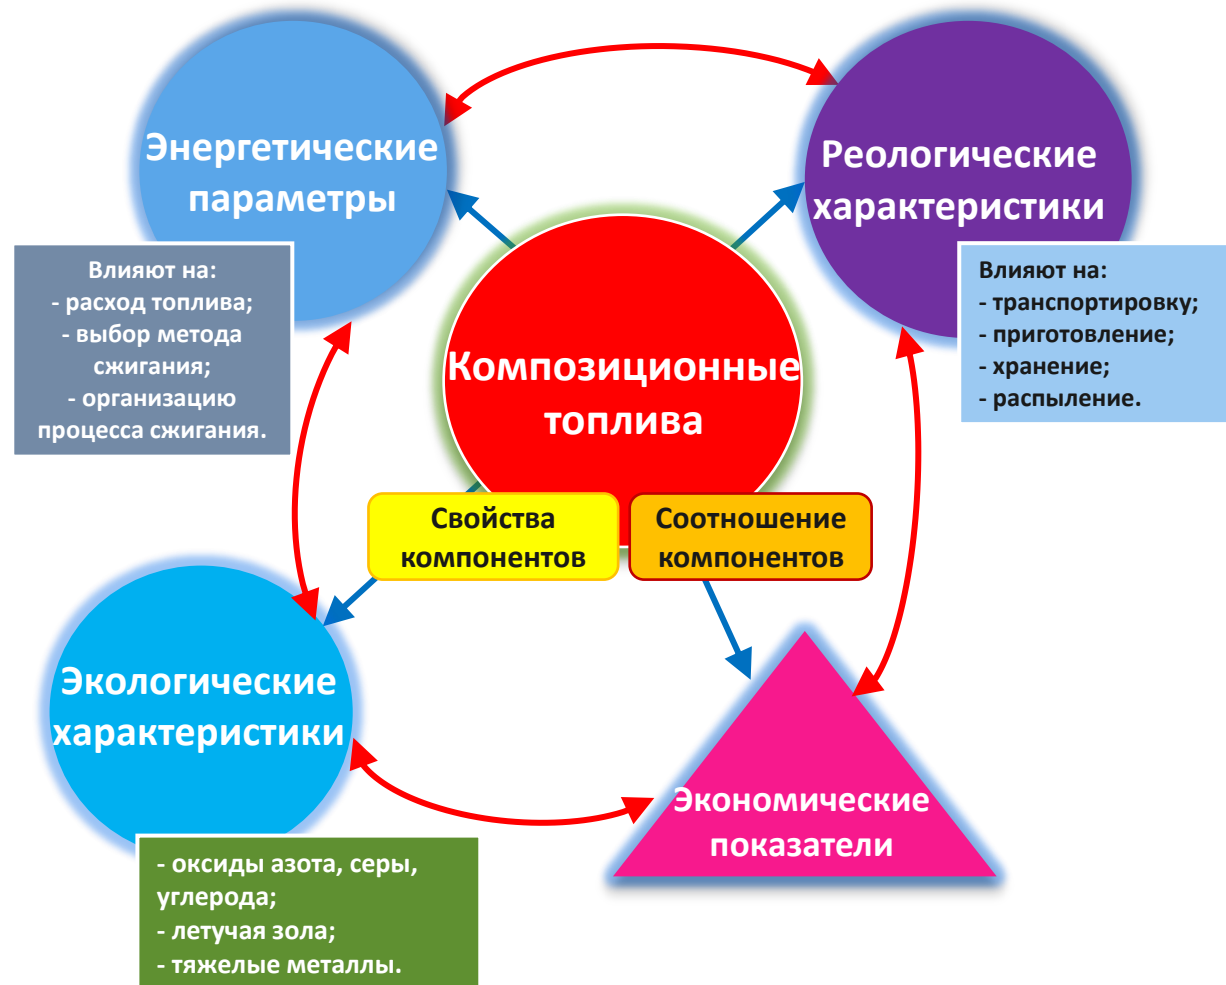 Энергетические
параметры
Реологические
характеристики
Влияют на:
- расход топлива;
- выбор метода
сжигания;
- организацию
процесса сжигания.
Влияют на:
- транспортировку;
- приготовление;
- хранение;
- распыление.
Композиционные
топлива
Свойства
компонентов
Соотношение
компонентов
Экологические
характеристики
Экономические
показатели
- оксиды азота, серы,
углерода;
- летучая зола;
- тяжелые металлы.